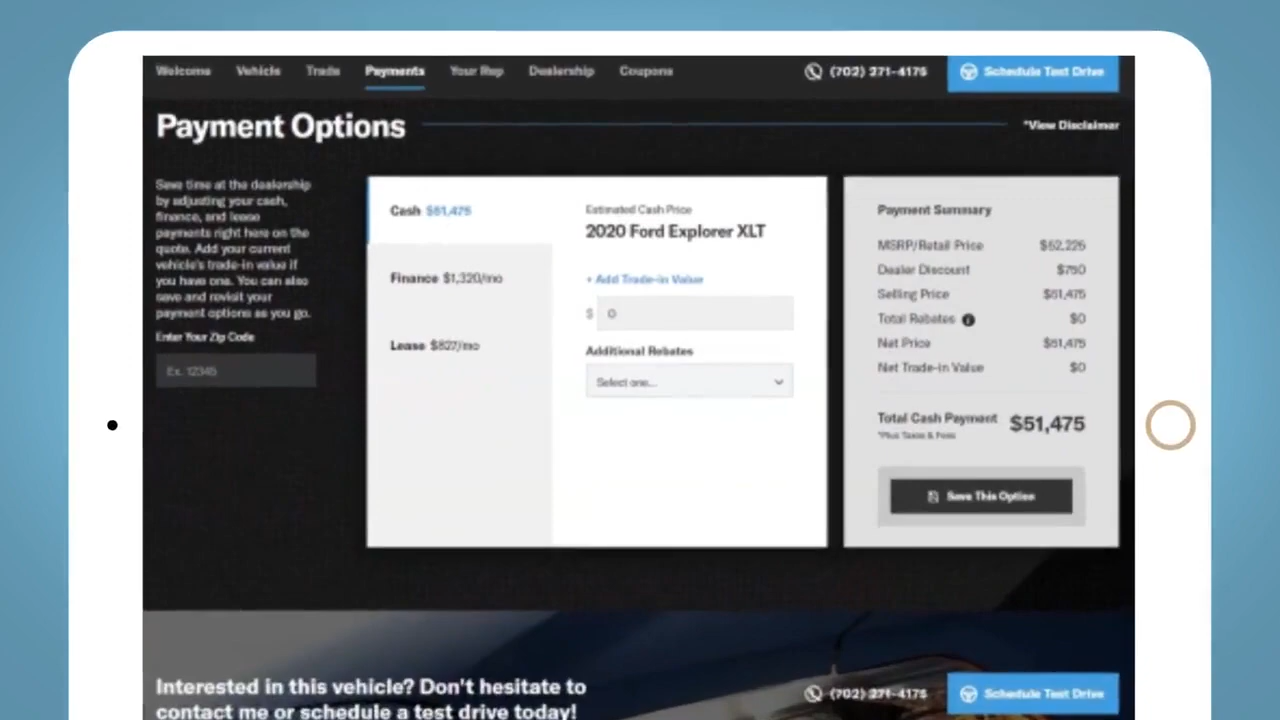 Welcome Vehicle Trade Payments Your Rep Dealership Coupons (702) 271-4175 Schedule Test Drive
Payment Options
*View Disclaimer
Save time at the dealership
by adjusting your cash,
finance, and lease
payments right here on the
quote. Add your current
vehicle's trade-in value if
you have one. You can also
save and revisit your
payment options as you go.
Enter Your Zip Code
Ex. 12345
Cash $51,475
Finance $1,320/mo
Lease $827/mo
Estimated Cash Price
2020 Ford Explorer XLT
+ Add Trade-in Value
$ 0
Additional Rebates
Select one...
Payment Summary
MSRP/Retail Price $52,225
Dealer Discount $750
Selling Price $51,475
Total Rebates $0
Net Price $51,475
Net Trade-in Value $0
Total Cash Payment $51,475
*Plus Taxes & Fees
Save This Option
Interested in this vehicle? Don't hesitate to
contact me or schedule a test drive today!
(702) 271-4175 Schedule Test Drive